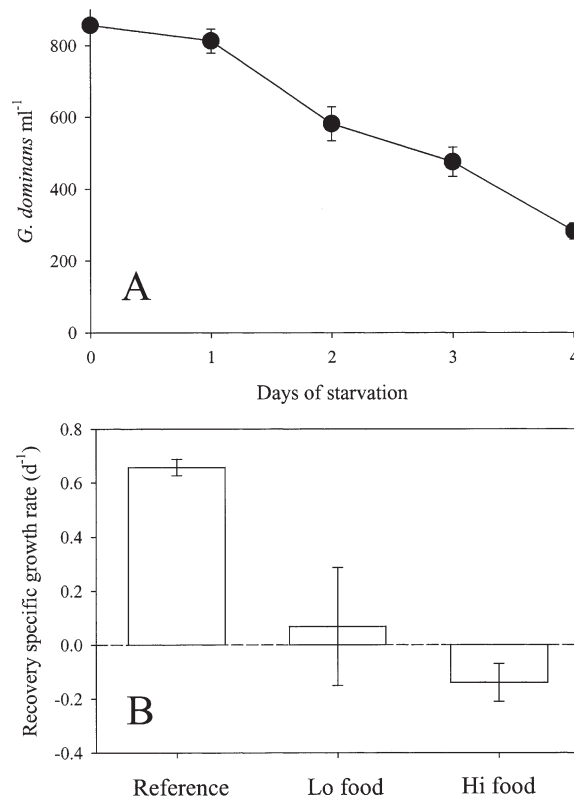 800
600
400
200
0
G. dominans ml⁻¹
A
0 1 2 3 4
Days of starvation
0.8
0.6
0.4
0.2
0.0
-0.2
-0.4
Recovery specific growth rate (d⁻¹)
B
Reference Lo food Hi food